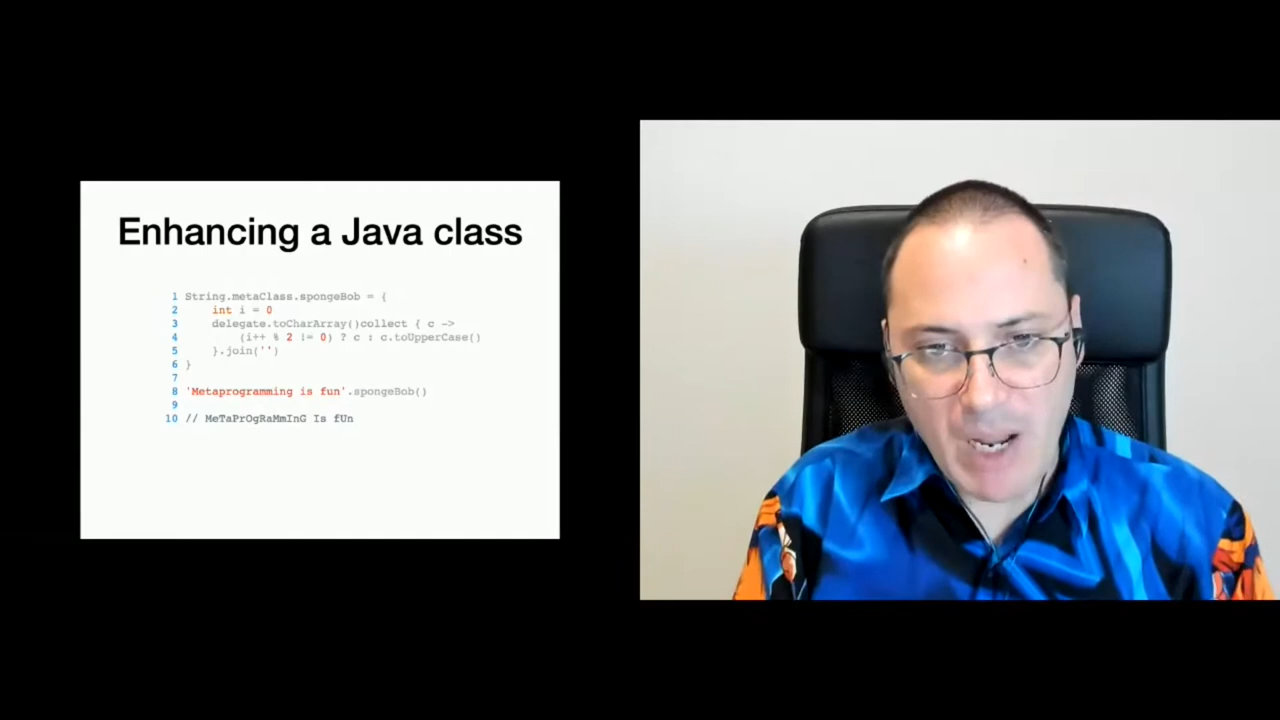 Enhancing a Java class
1 String.metaClass.spongeBob = {
2 int i = 0
3 delegate.toCharArray()collect { c ->
4 (i++ % 2 != 0) ? c : c.toUpperCase()
5 }.join('')
6 }
7
8 'Metaprogramming is fun'.spongeBob()
9
10 // MeTaPrOgRaMmInG Is fUn